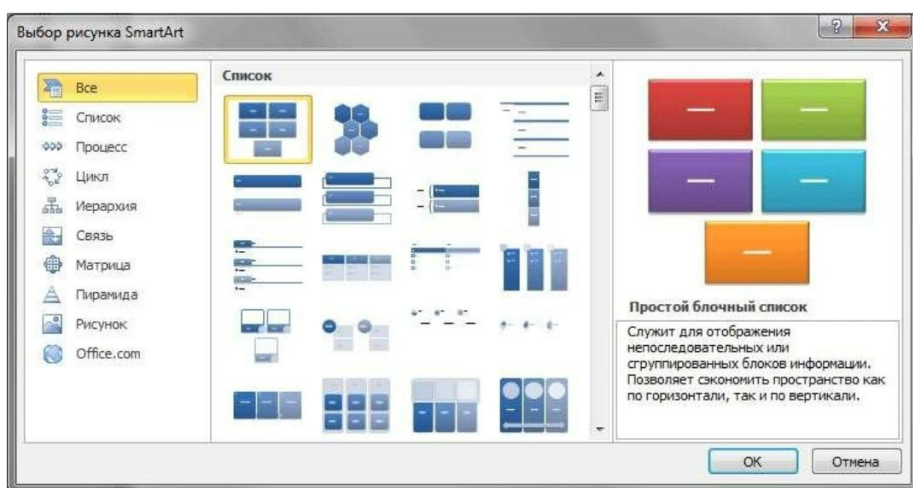 Выбор рисунка SmartArt
Все
Список
Процесс
Цикл
Иерархия
Связь
Матрица
Пирамида
Рисунок
Office.com
Список
Простой блочный список
Служит для отображения
непоследовательных или
сгруппированных блоков информации.
Позволяет сэкономить пространство как
по горизонтали, так и по вертикали.
ОК
Отмена